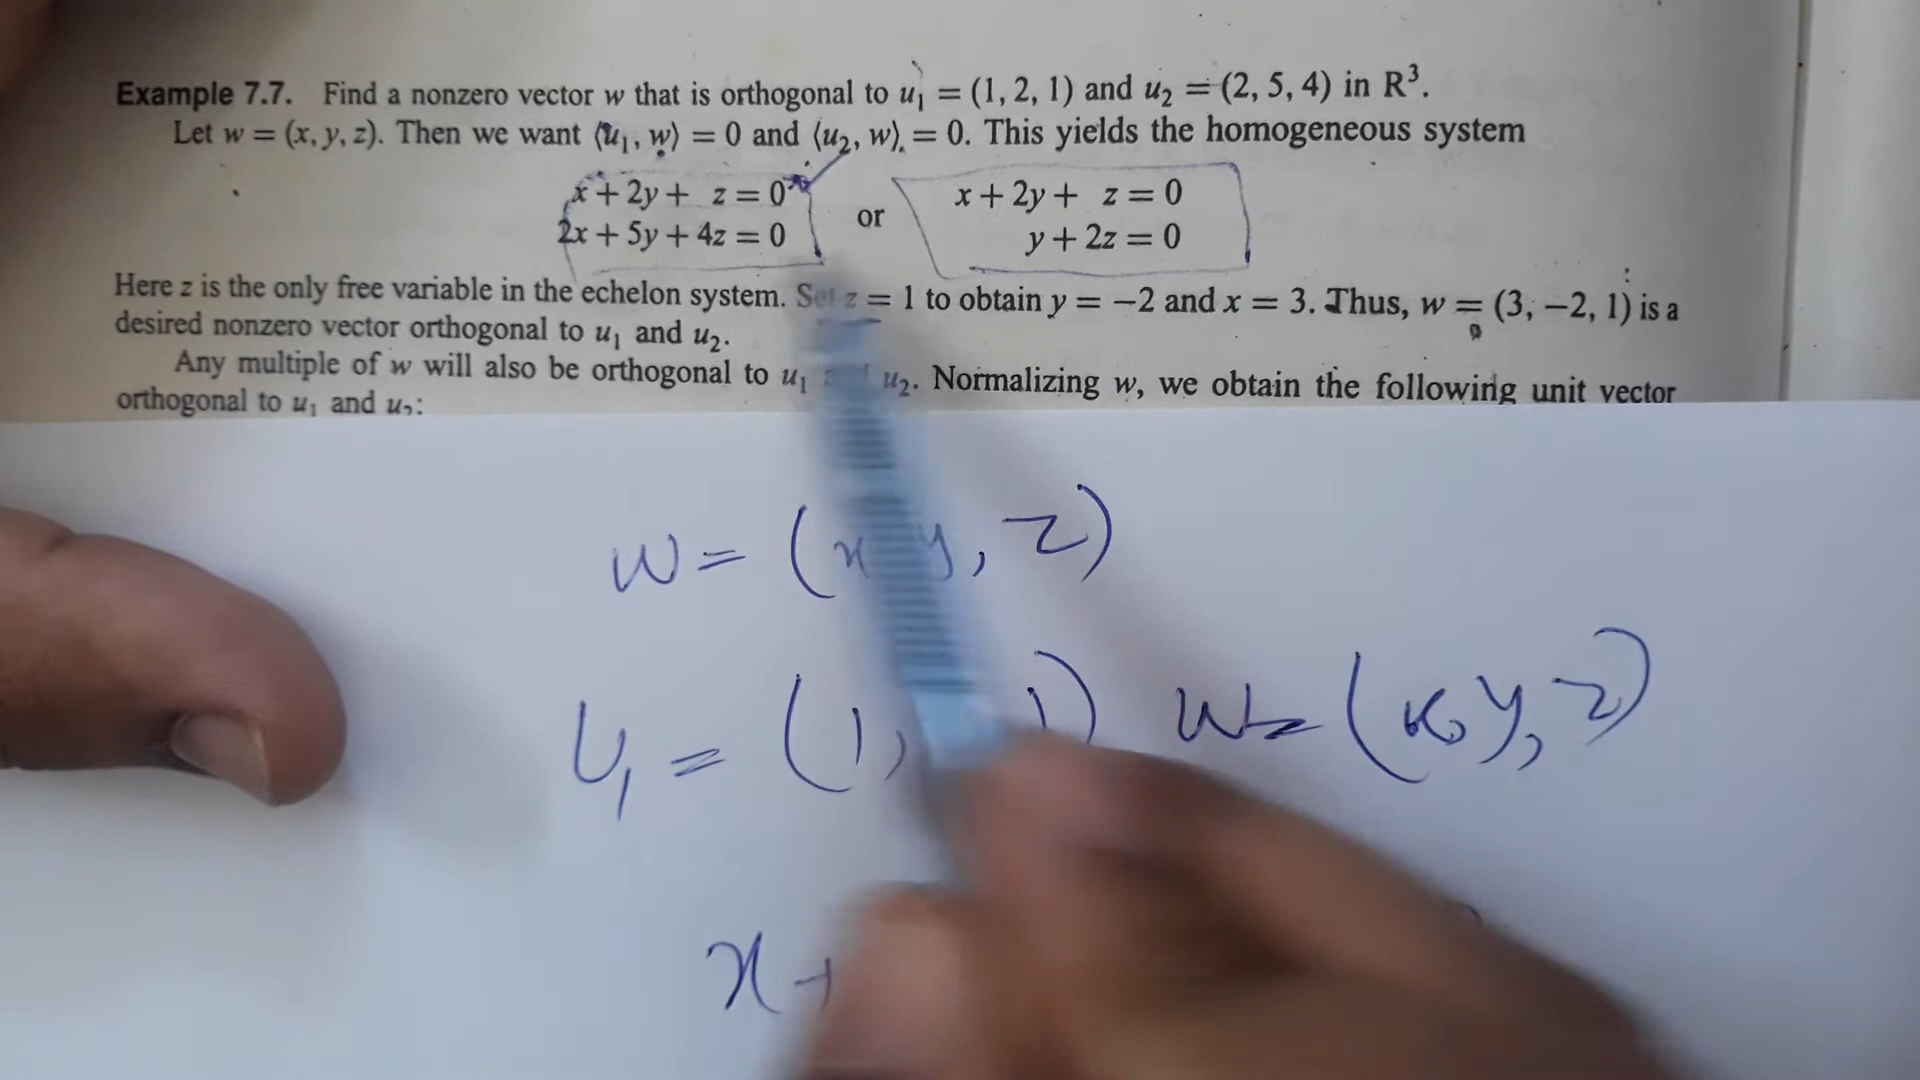 Example 7.7. Find a nonzero vector w that is orthogonal to u₁ = (1, 2, 1) and u₂ = (2, 5, 4) in R³.
Let w = (x, y, z). Then we want ⟨u₁, w⟩ = 0 and ⟨u₂, w⟩ = 0. This yields the homogeneous system
x + 2y + z = 0 or x + 2y + z = 0
2x + 5y + 4z = 0 y + 2z = 0
Here z is the only free variable in the echelon system. Set z = 1 to obtain y = −2 and x = 3. Thus, w = (3, −2, 1) is a
desired nonzero vector orthogonal to u₁ and u₂.
Any multiple of w will also be orthogonal to u₁ u₂. Normalizing w, we obtain the following unit vector
orthogonal to u₁ and u₂:
w = (x y, z)
u₁ = (1, 1) w = (x, y, z)
x +